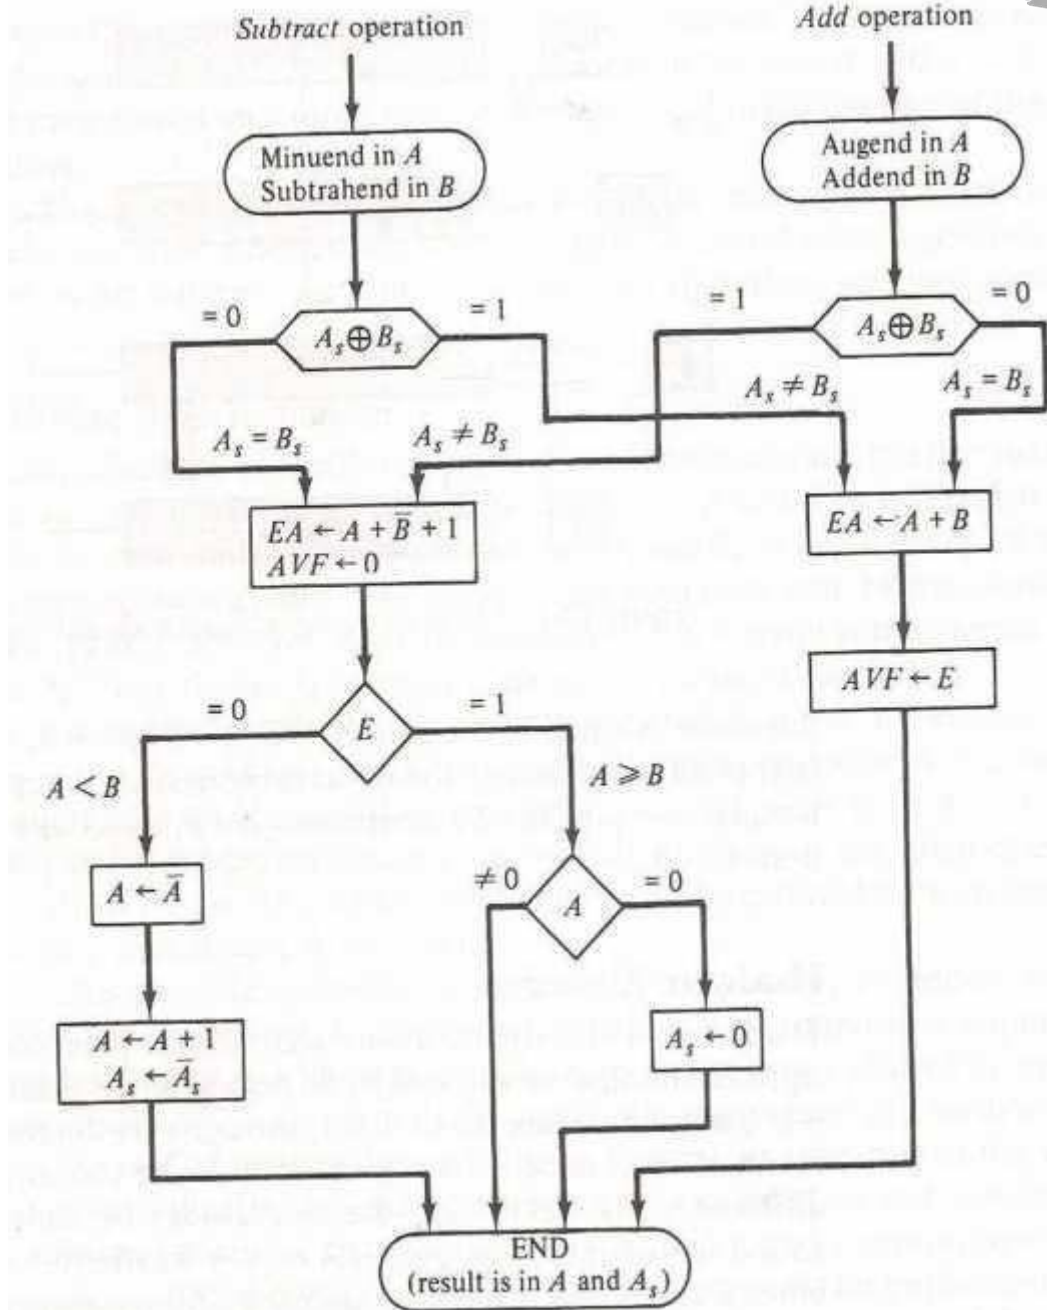 Subtract operation
Add operation
Minuend in A
Subtrahend in B
Augend in A
Addend in B
= 0
= 1
= 1
= 0
A_s ⊕ B_s
A_s ⊕ B_s
A_s = B_s
A_s ≠ B_s
A_s ≠ B_s
A_s = B_s
EA ← A + B̅ + 1
AVF ← 0
EA ← A + B
AVF ← E
= 0
= 1
E
A < B
A ⩾ B
A ← A̅
≠ 0
= 0
A
A ← A + 1
A_s ← A̅_s
A_s ← 0
END
(result is in A and A_s)